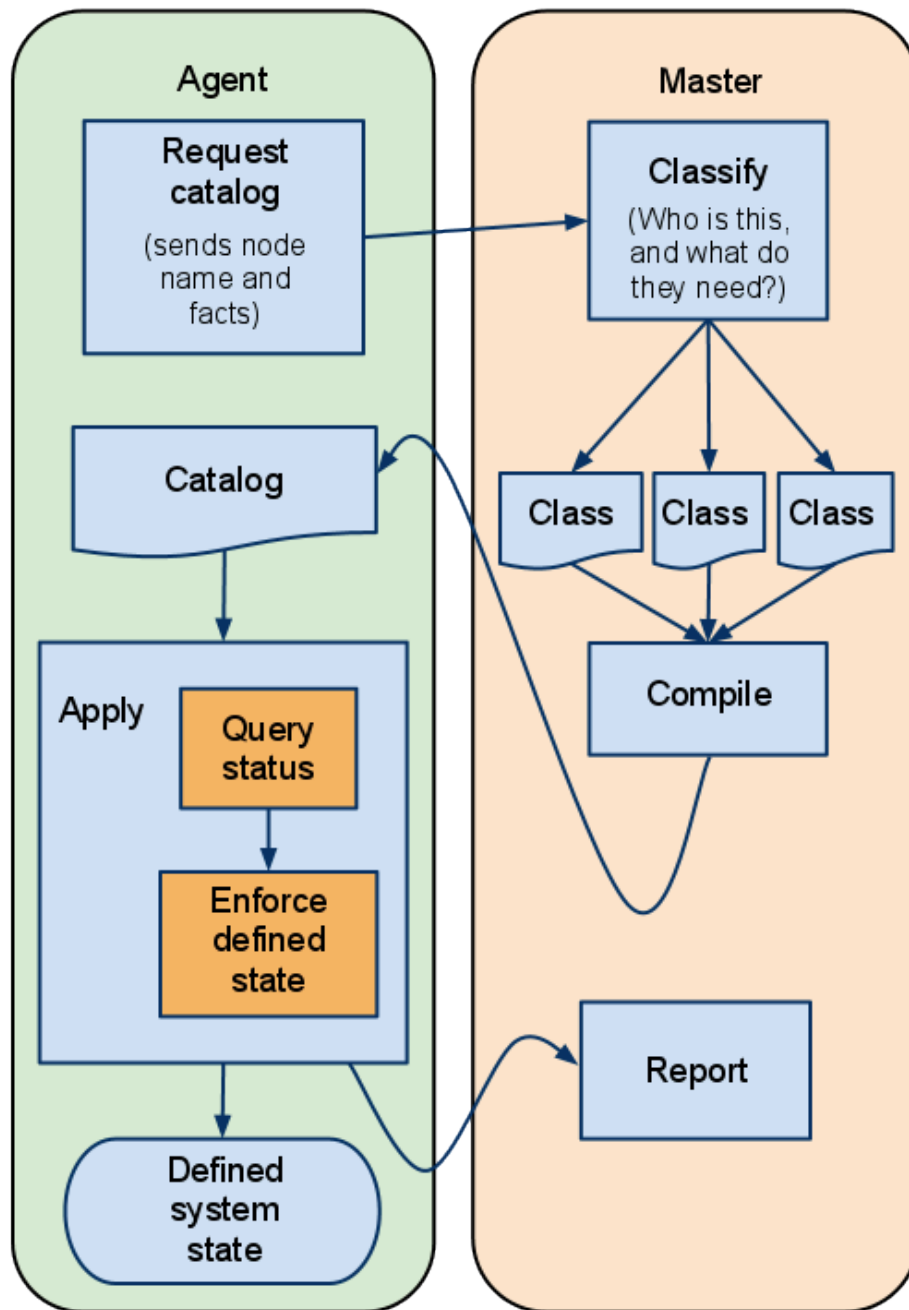 Agent
Request
catalog
(sends node
name and
facts)
Catalog
Apply
Query
status
Enforce
defined
state
Defined
system
state
Master
Classify
(Who is this,
and what do
they need?)
Class
Class
Class
Compile
Report